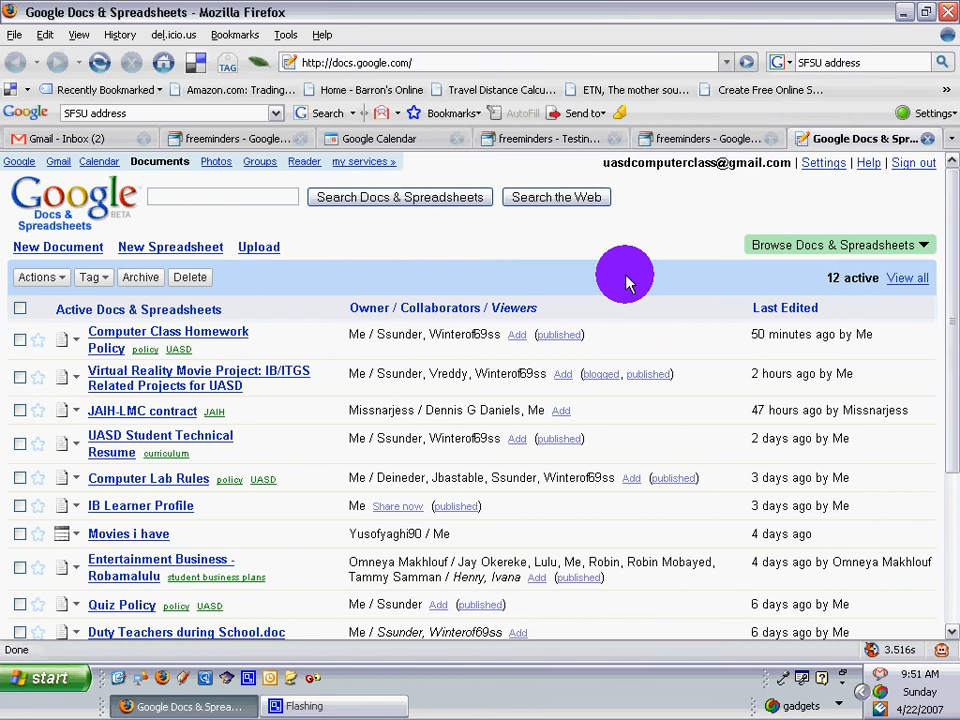 Google Docs & Spreadsheets - Mozilla Firefox
File Edit View History del.icio.us Bookmarks Tools Help
TAG http://docs.google.com/ SFSU address
Recently Bookmarked Amazon.com: Trading... Home - Barron's Online Travel Distance Calcu... ETN, The mother sou... Create Free Online S... »
Google SFSU address Search Bookmarks AutoFill Send to Settings
Gmail - Inbox (2) freeminders - Google... Google Calendar freeminders - Testin... freeminders - Google... Google Docs & Spr...
Google Gmail Calendar Documents Photos Groups Reader my services » uasdcomputerclass@gmail.com | Settings | Help | Sign out
Google
Docs &
Spreadsheets BETA
Search Docs & Spreadsheets Search the Web
New Document New Spreadsheet Upload Browse Docs & Spreadsheets
Actions Tag Archive Delete 12 active View all
Active Docs & Spreadsheets Owner / Collaborators / Viewers Last Edited
Computer Class Homework
Policy policy UASD Me / Ssunder, Winterof69ss Add (published) 50 minutes ago by Me
Virtual Reality Movie Project: IB/ITGS
Related Projects for UASD Me / Ssunder, Vreddy, Winterof69ss Add (blogged, published) 2 hours ago by Me
JAIH-LMC contract JAIH Missnarjess / Dennis G Daniels, Me Add 47 hours ago by Missnarjess
UASD Student Technical
Resume curriculum Me / Ssunder, Winterof69ss Add (published) 2 days ago by Me
Computer Lab Rules policy UASD Me / Deineder, Jbastable, Ssunder, Winterof69ss Add (published) 3 days ago by Me
IB Learner Profile Me Share now (published) 3 days ago by Me
Movies i have Yusofyaghi90 / Me 4 days ago
Entertainment Business -
Robamalulu student business plans Omneya Makhlouf / Jay Okereke, Lulu, Me, Robin, Robin Mobayed,
Tammy Samman / Henry, Ivana Add (published) 4 days ago by Omneya Makhlouf
Quiz Policy policy UASD Me / Ssunder Add (published) 6 days ago by Me
Duty Teachers during School.doc Me / Ssunder, Winterof69ss Add 6 days ago by Me
Done 3.516s
start 9:51 AM
Sunday
Google Docs & Sprea... Flashing gadgets 4/22/2007